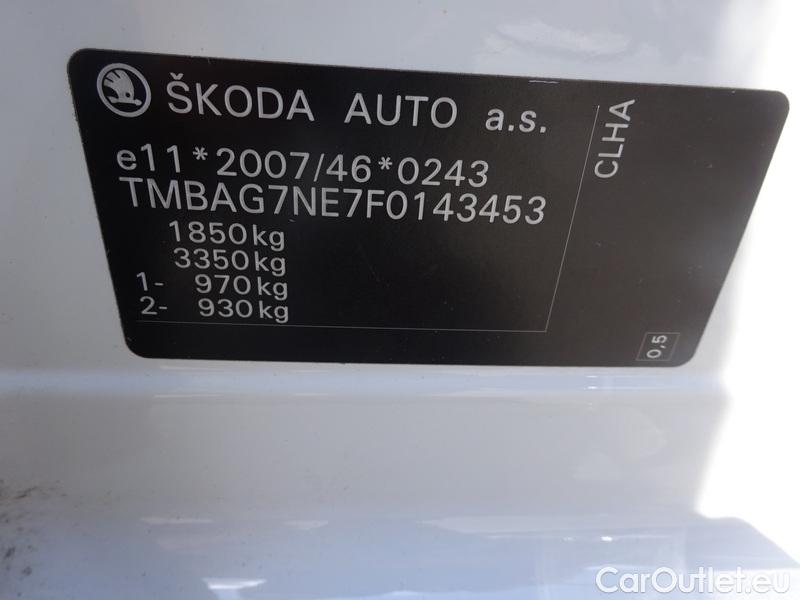 ŠKODA AUTO a.s.
e11*2007/46*0243
TMBAG7NE7F0143453
1850kg
3350kg
1- 970kg
2- 930kg
CLHA
0,5
CarOutlet.eu